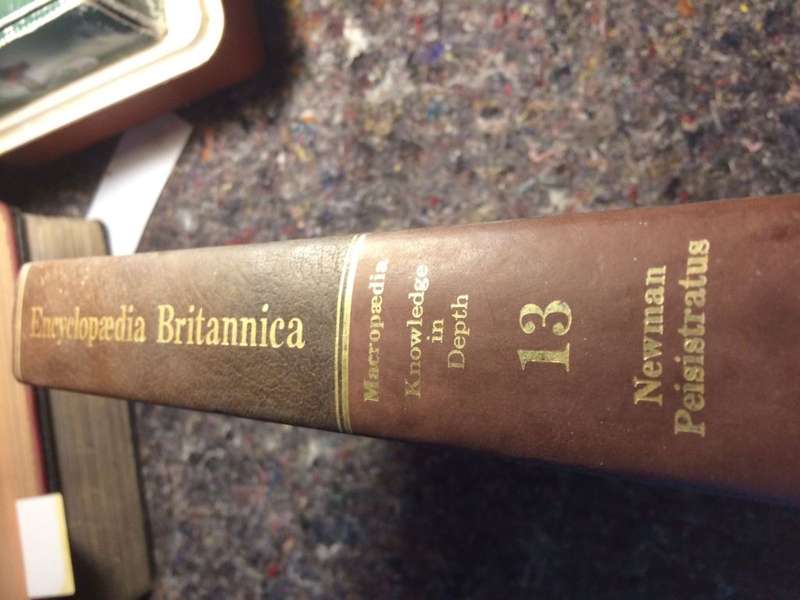 Encyclopædia Britannica
Macropædia
Knowledge
in
Depth
13
Newman
Peisistratus